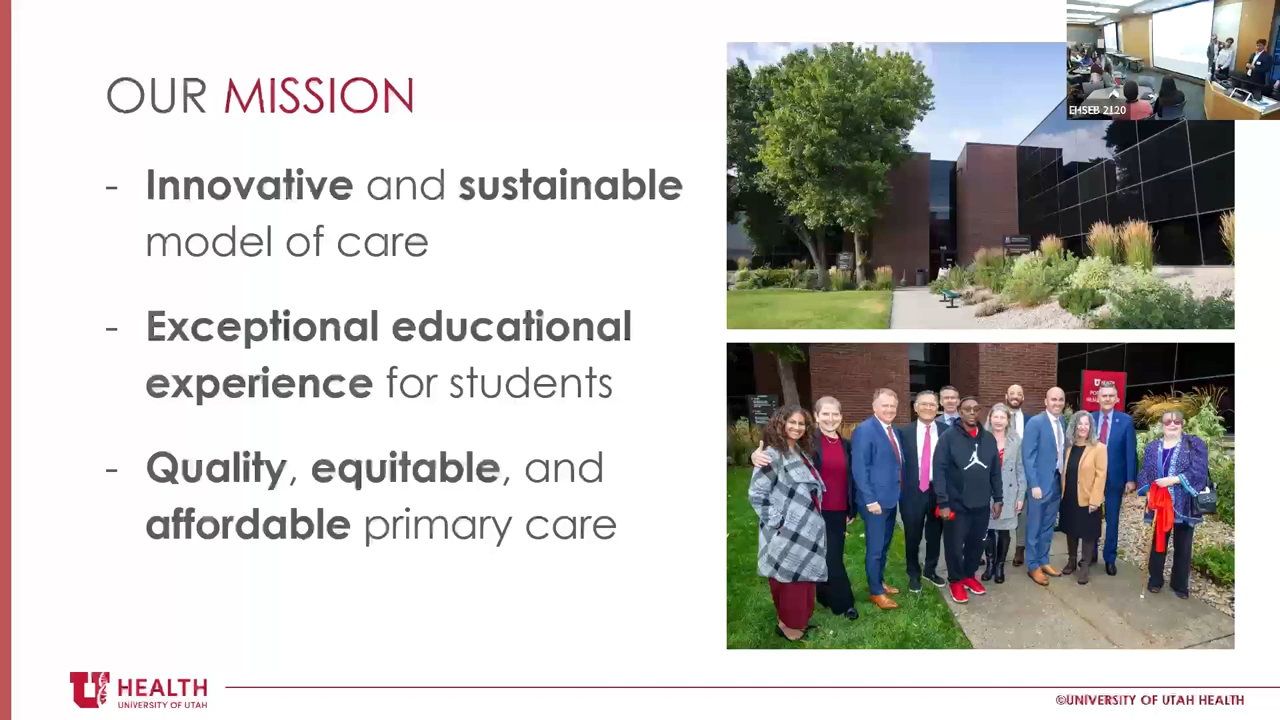 EHSEB 2120
OUR MISSION
- Innovative and sustainable
model of care
- Exceptional educational
experience for students
- Quality, equitable, and
affordable primary care
U HEALTH
HEALTH
UNIVERSITY OF UTAH
©UNIVERSITY OF UTAH HEALTH